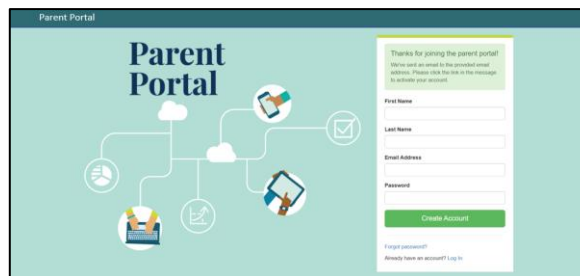 Parent Portal
Parent
Portal
Thanks for joining the parent portal!
We've sent an email to the provided email
address. Please click the link in the message
to activate your account.
First Name
Last Name
Email Address
Password
Create Account
Forgot password?
Already have an account? Log In